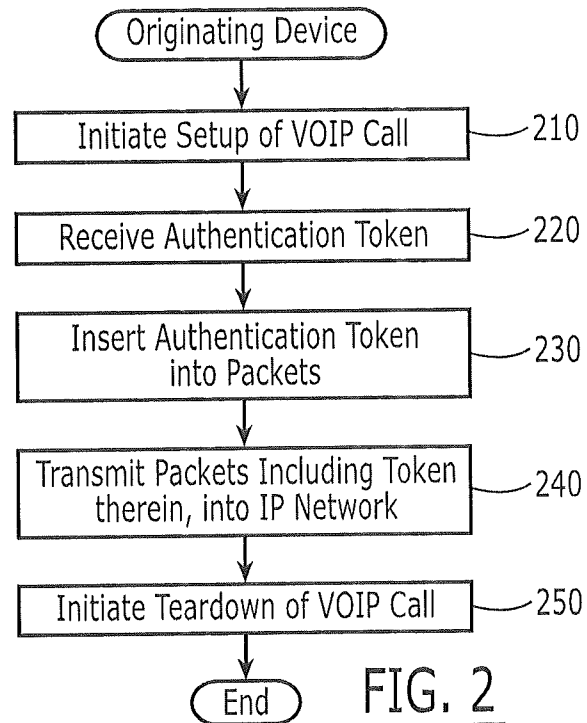 Originating Device
Initiate Setup of VOIP Call
210
Receive Authentication Token
220
Insert Authentication Token
into Packets
230
Transmit Packets Including Token
therein, into IP Network
240
Initiate Teardown of VOIP Call
250
End
FIG. 2